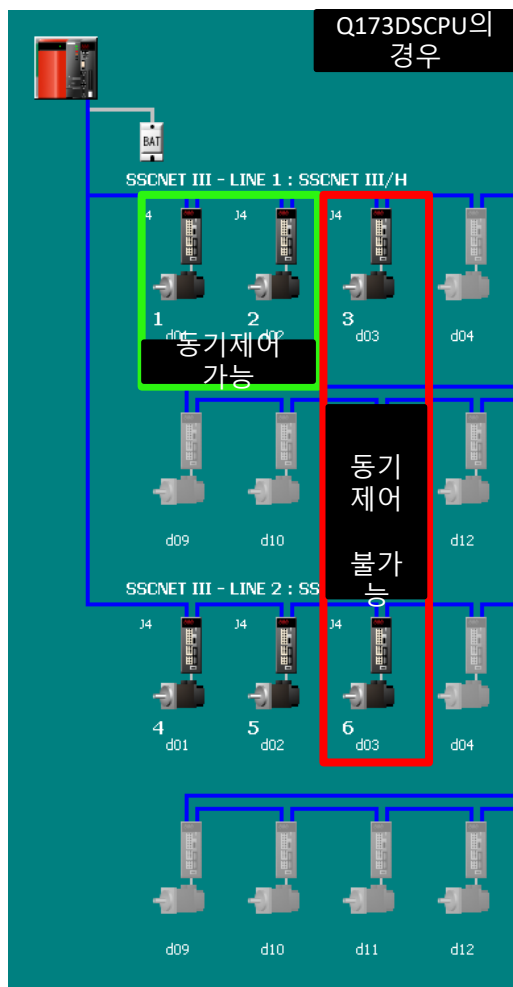 Q173DSCPU의
경우
BAT
SSCNET III - LINE 1 : SSCNET III/H
J4
J4
1
2
3
d01
d02
d03
d04
동기제어
가능
동기
제어
불가
능
d09
d10
d12
SSCNET III - LINE 2 : SS
J4
J4
J4
4
5
6
d01
d02
d03
d04
d09
d10
d11
d12